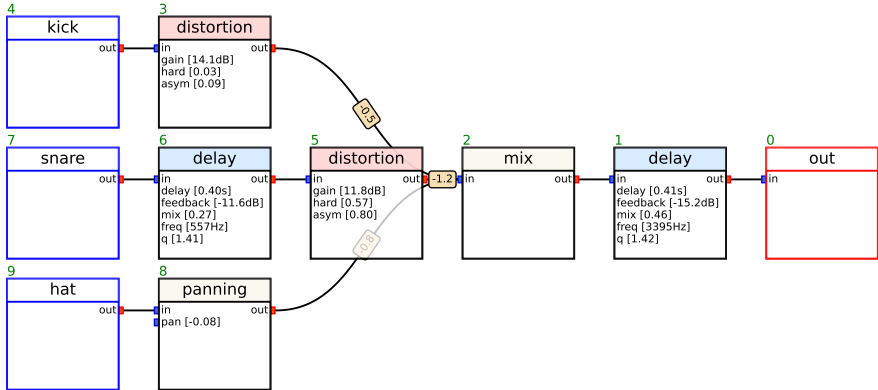 4
kick
out
3
distortion
in
out
gain [14.1dB]
hard [0.03]
asym [0.09]
-0.5
7
snare
out
6
delay
in
out
delay [0.40s]
feedback [-11.6dB]
mix [0.27]
freq [557Hz]
q [1.41]
5
distortion
in
out
gain [11.8dB]
hard [0.57]
asym [0.80]
-1.2
2
mix
in
out
1
delay
in
out
delay [0.41s]
feedback [-15.2dB]
mix [0.46]
freq [3395Hz]
q [1.42]
0
out
in
-0.8
9
hat
out
8
panning
in
out
pan [-0.08]